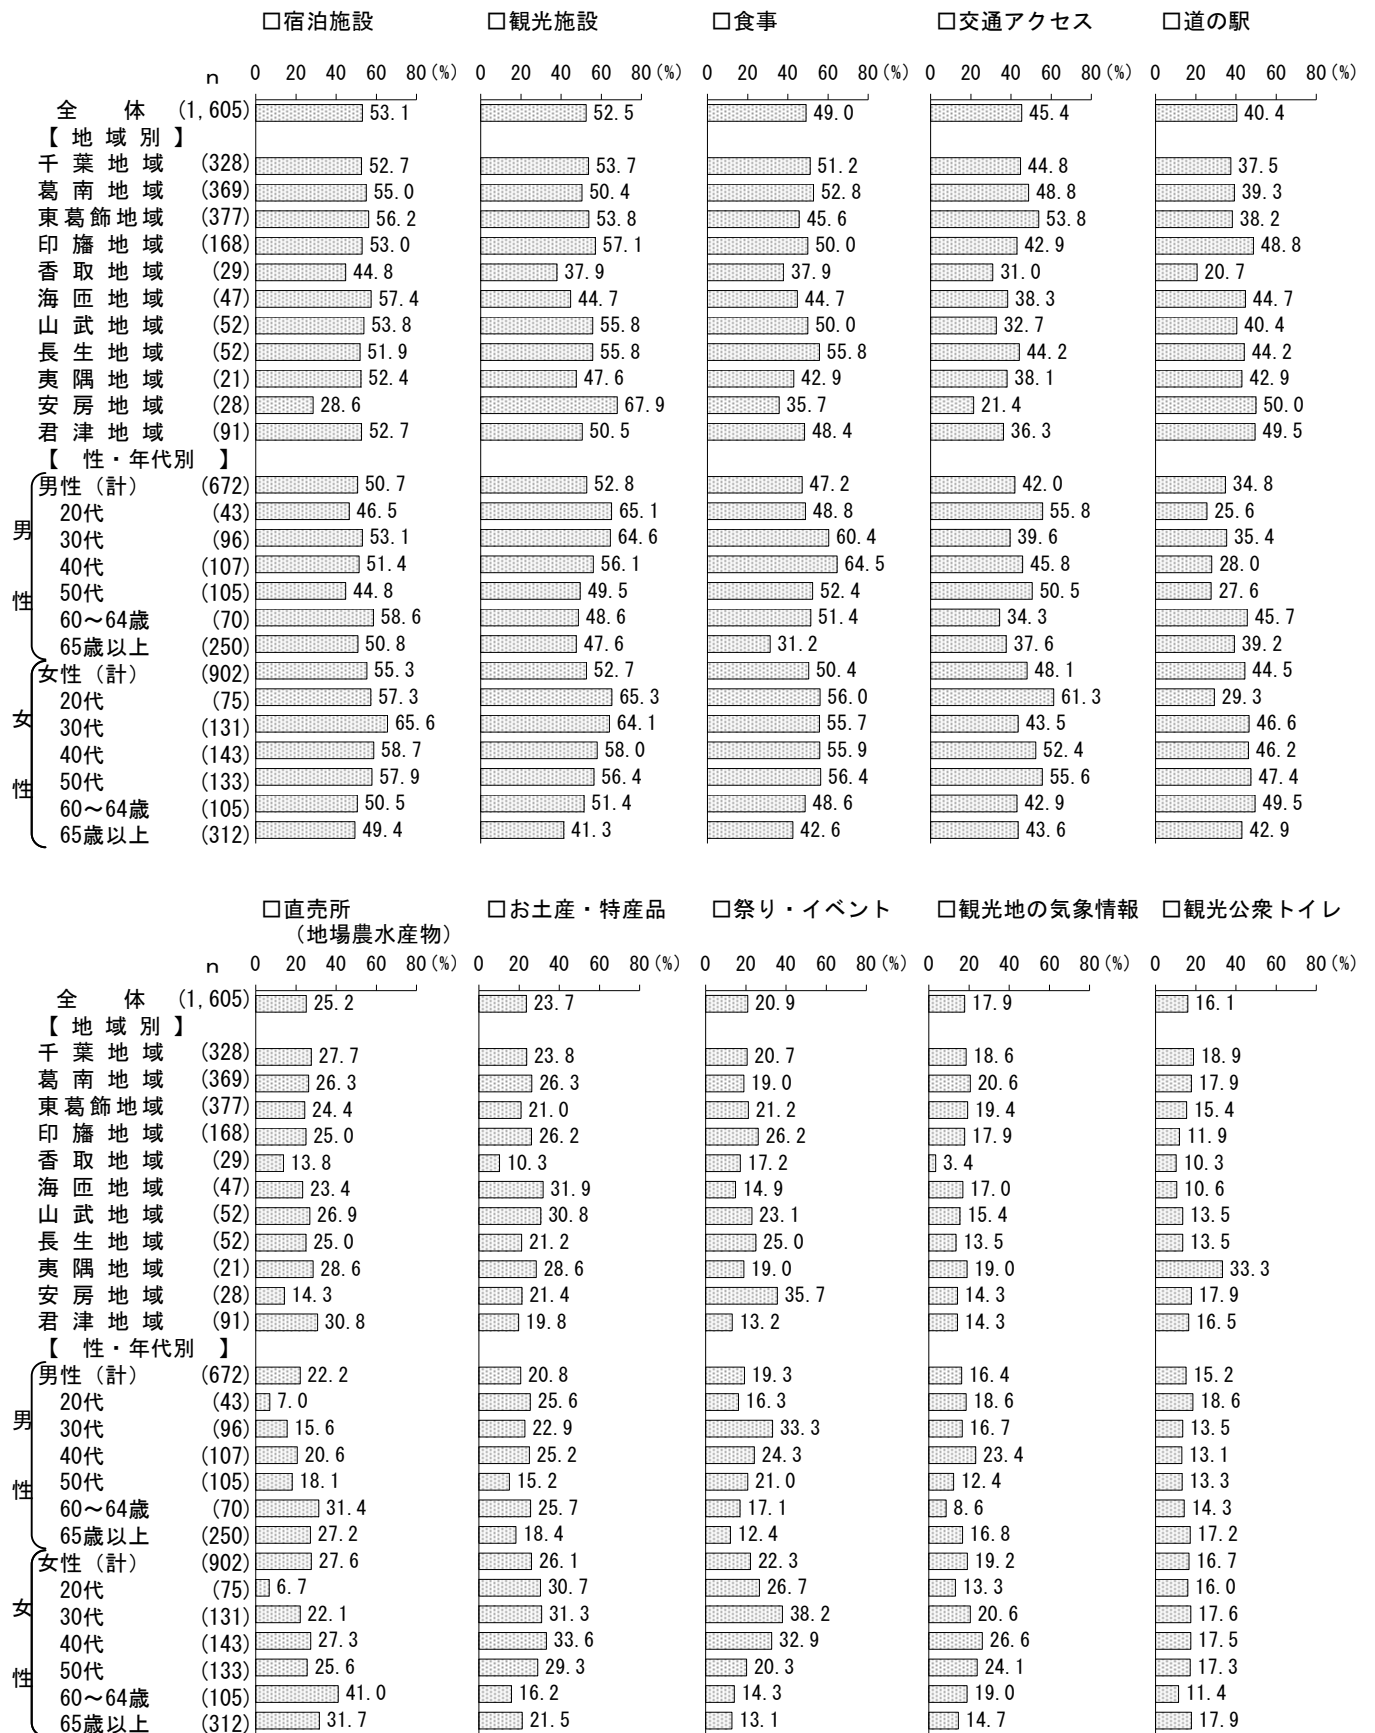 □宿泊施設 □観光施設 □食事 □交通アクセス □道の駅
n 0 20 40 60 80(%) 0 20 40 60 80(%) 0 20 40 60 80(%) 0 20 40 60 80(%) 0 20 40 60 80(%)
全体 (1,605) 53.1 52.5 49.0 45.4 40.4
【地域別】
千葉地域 (328) 52.7 53.7 51.2 44.8 37.5
葛南地域 (369) 55.0 50.4 52.8 48.8 39.3
東葛飾地域 (377) 56.2 53.8 45.6 53.8 38.2
印旛地域 (168) 53.0 57.1 50.0 42.9 48.8
香取地域 (29) 44.8 37.9 37.9 31.0 20.7
海匝地域 (47) 57.4 44.7 44.7 38.3 44.7
山武地域 (52) 53.8 55.8 50.0 32.7 40.4
長生地域 (52) 51.9 55.8 55.8 44.2 44.2
夷隅地域 (21) 52.4 47.6 42.9 38.1 42.9
安房地域 (28) 28.6 67.9 35.7 21.4 50.0
君津地域 (91) 52.7 50.5 48.4 36.3 49.5
【性・年代別】
男性(計) (672) 50.7 52.8 47.2 42.0 34.8
20代 (43) 46.5 65.1 48.8 55.8 25.6
男 30代 (96) 53.1 64.6 60.4 39.6 35.4
40代 (107) 51.4 56.1 64.5 45.8 28.0
性 50代 (105) 44.8 49.5 52.4 50.5 27.6
60~64歳 (70) 58.6 48.6 51.4 34.3 45.7
65歳以上 (250) 50.8 47.6 31.2 37.6 39.2
女性(計) (902) 55.3 52.7 50.4 48.1 44.5
20代 (75) 57.3 65.3 56.0 61.3 29.3
女 30代 (131) 65.6 64.1 55.7 43.5 46.6
40代 (143) 58.7 58.0 55.9 52.4 46.2
性 50代 (133) 57.9 56.4 56.4 55.6 47.4
60~64歳 (105) 50.5 51.4 48.6 42.9 49.5
65歳以上 (312) 49.4 41.3 42.6 43.6 42.9
□直売所 □お土産・特産品 □祭り・イベント □観光地の気象情報 □観光公衆トイレ
(地場農水産物)
n 0 20 40 60 80(%) 0 20 40 60 80(%) 0 20 40 60 80(%) 0 20 40 60 80(%) 0 20 40 60 80(%)
全体 (1,605) 25.2 23.7 20.9 17.9 16.1
【地域別】
千葉地域 (328) 27.7 23.8 20.7 18.6 18.9
葛南地域 (369) 26.3 26.3 19.0 20.6 17.9
東葛飾地域 (377) 24.4 21.0 21.2 19.4 15.4
印旛地域 (168) 25.0 26.2 26.2 17.9 11.9
香取地域 (29) 13.8 10.3 17.2 3.4 10.3
海匝地域 (47) 23.4 31.9 14.9 17.0 10.6
山武地域 (52) 26.9 30.8 23.1 15.4 13.5
長生地域 (52) 25.0 21.2 25.0 13.5 13.5
夷隅地域 (21) 28.6 28.6 19.0 19.0 33.3
安房地域 (28) 14.3 21.4 35.7 14.3 17.9
君津地域 (91) 30.8 19.8 13.2 14.3 16.5
【性・年代別】
男性(計) (672) 22.2 20.8 19.3 16.4 15.2
20代 (43) 7.0 25.6 16.3 18.6 18.6
男 30代 (96) 15.6 22.9 33.3 16.7 13.5
40代 (107) 20.6 25.2 24.3 23.4 13.1
性 50代 (105) 18.1 15.2 21.0 12.4 13.3
60~64歳 (70) 31.4 25.7 17.1 8.6 14.3
65歳以上 (250) 27.2 18.4 12.4 16.8 17.2
女性(計) (902) 27.6 26.1 22.3 19.2 16.7
20代 (75) 6.7 30.7 26.7 13.3 16.0
女 30代 (131) 22.1 31.3 38.2 20.6 17.6
40代 (143) 27.3 33.6 32.9 26.6 17.5
性 50代 (133) 25.6 29.3 20.3 24.1 17.3
60~64歳 (105) 41.0 16.2 14.3 19.0 11.4
65歳以上 (312) 31.7 21.5 13.1 14.7 17.9